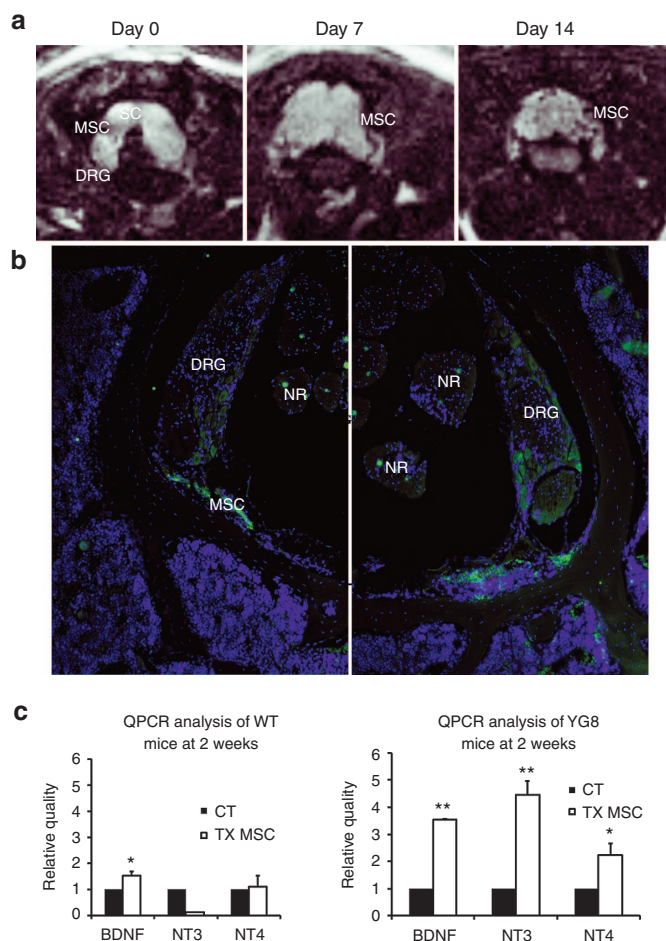 a
Day 0
Day 7
Day 14
SC
MSC
DRG
MSC
MSC
b
DRG
NR
MSC
NR
NR
DRG
c
QPCR analysis of WT
mice at 2 weeks
Relative quality
6
5
4
3
2
1
0
CT
TX MSC
*
BDNF
NT3
NT4
QPCR analysis of YG8
mice at 2 weeks
Relative quality
6
5
4
3
2
1
0
CT
TX MSC
**
**
*
BDNF
NT3
NT4